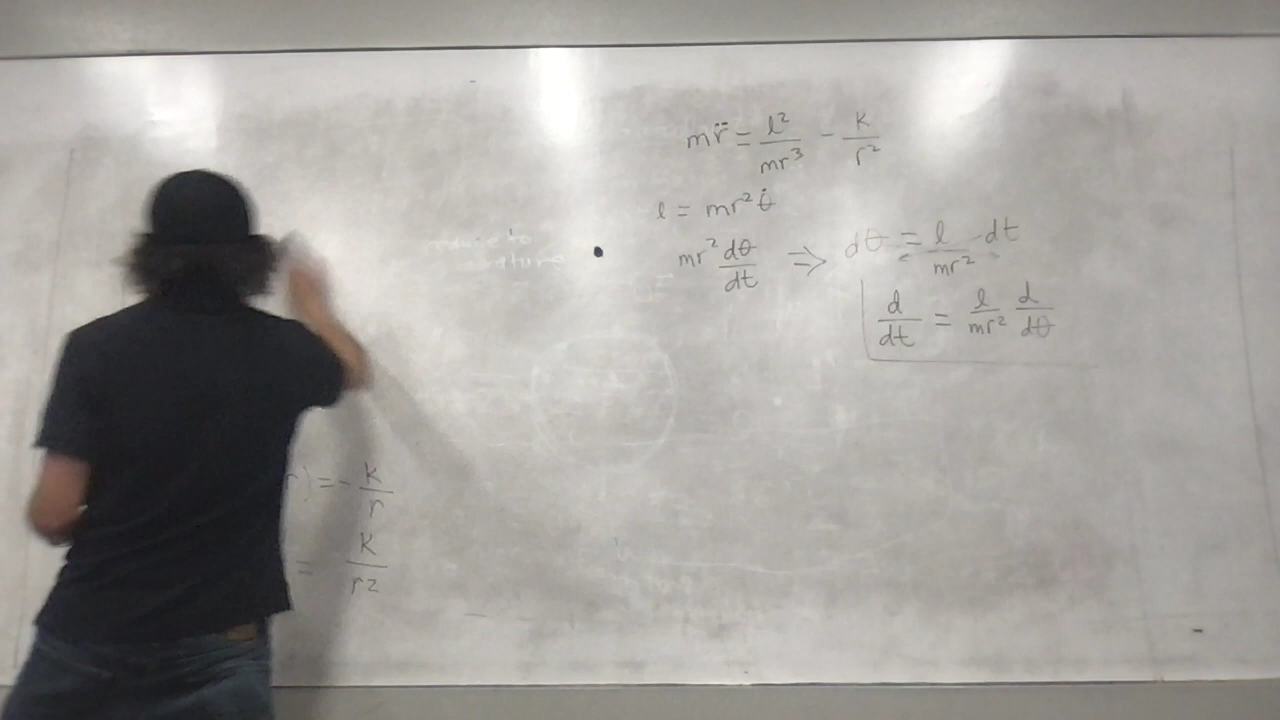 mr̈ = l²/mr³ - k/r²
l = mr²θ̇
mr² dθ/dt ⇒ dθ = l/mr² dt
d/dt = l/mr² d/dθ
r) = - k/r
= k/r2